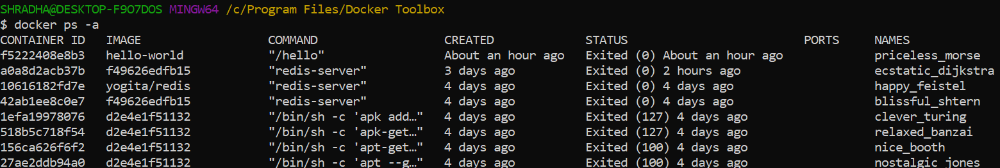 SHRADHA@DESKTOP-F9O7DOS MINGW64 /c/Program Files/Docker Toolbox
$ docker ps -a
CONTAINER ID IMAGE COMMAND CREATED STATUS PORTS NAMES
f5222408e8b3 hello-world "/hello" About an hour ago Exited (0) About an hour ago priceless_morse
a0a8d2acb37b f49626edfb15 "redis-server" 3 days ago Exited (0) 2 hours ago ecstatic_dijkstra
10616182fd7e yogita/redis "redis-server" 4 days ago Exited (0) 4 days ago happy_feistel
42ab1ee8c0e7 f49626edfb15 "redis-server" 4 days ago Exited (0) 4 days ago blissful_shtern
1efa19978076 d2e4e1f51132 "/bin/sh -c 'apk add…" 4 days ago Exited (127) 4 days ago clever_turing
518b5c718f54 d2e4e1f51132 "/bin/sh -c 'apk-get…" 4 days ago Exited (127) 4 days ago relaxed_banzai
156ca626f6f2 d2e4e1f51132 "/bin/sh -c 'apt-get…" 4 days ago Exited (100) 4 days ago nice_booth
27ae2ddb94a0 d2e4e1f51132 "/bin/sh -c 'apt --g…" 4 days ago Exited (100) 4 days ago nostalgic_jones